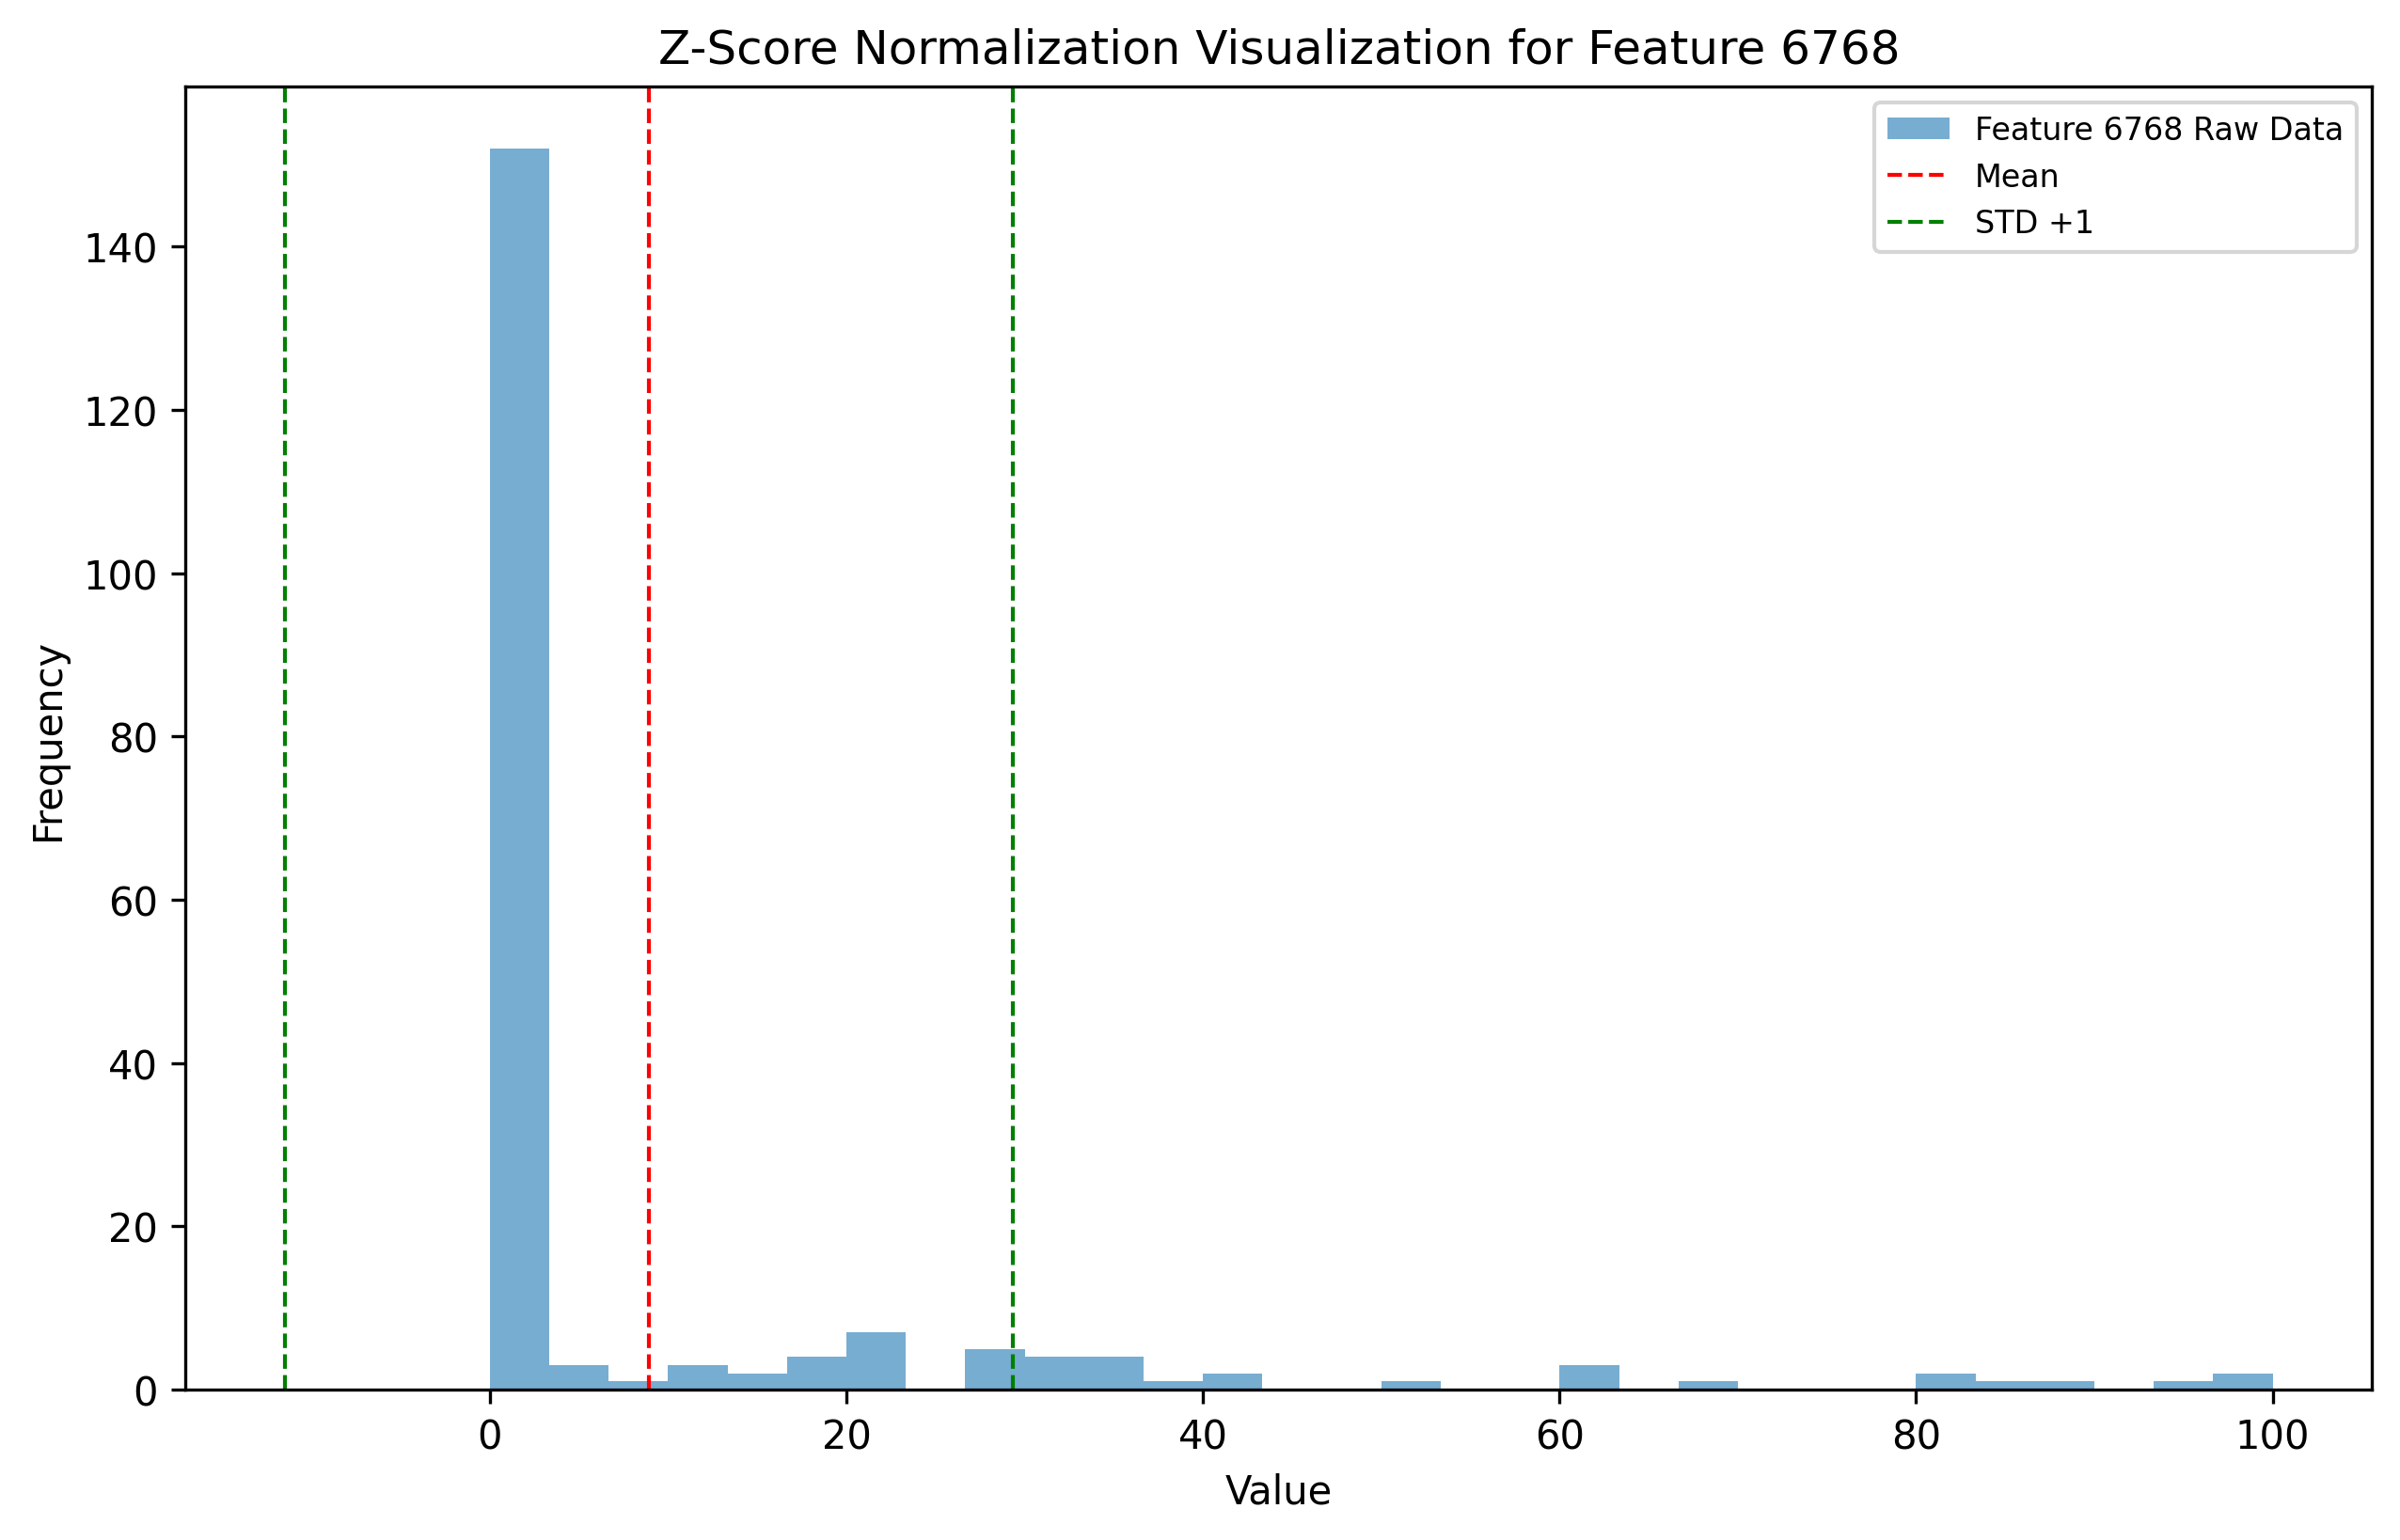 Z-Score Normalization Visualization for Feature 6768
Feature 6768 Raw Data
Mean
STD +1
140
120
100
80
60
40
20
0
Frequency
0 20 40 60 80 100
Value